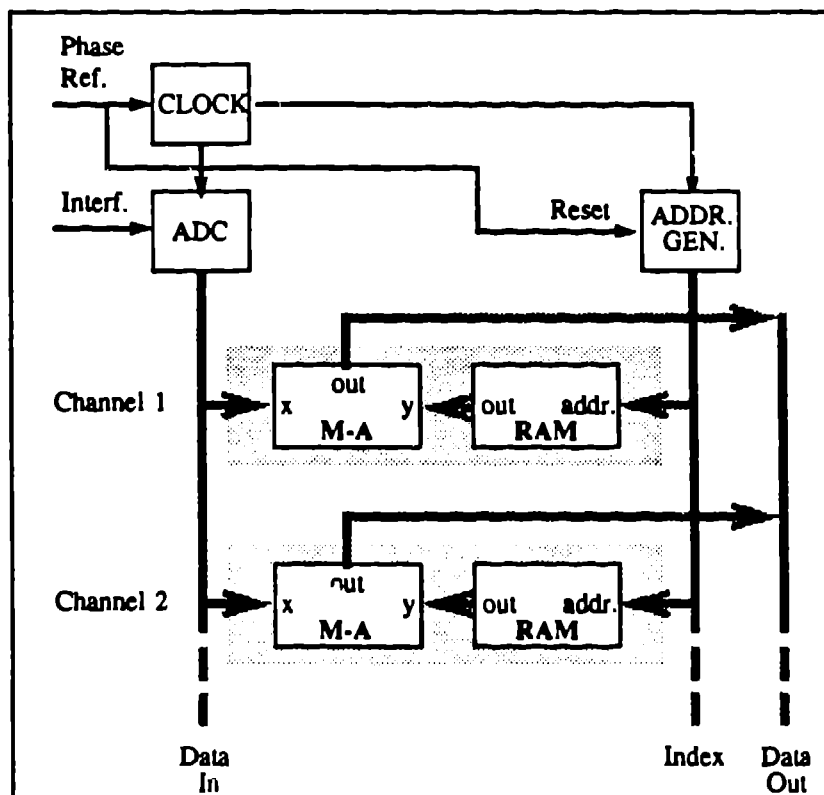 Phase
Ref.
CLOCK
Interf.
ADC
Reset
ADDR.
GEN.
Channel 1
x
out
y
M-A
out
addr.
RAM
Channel 2
x
out
y
M-A
out
addr.
RAM
Data
In
Index
Data
Out